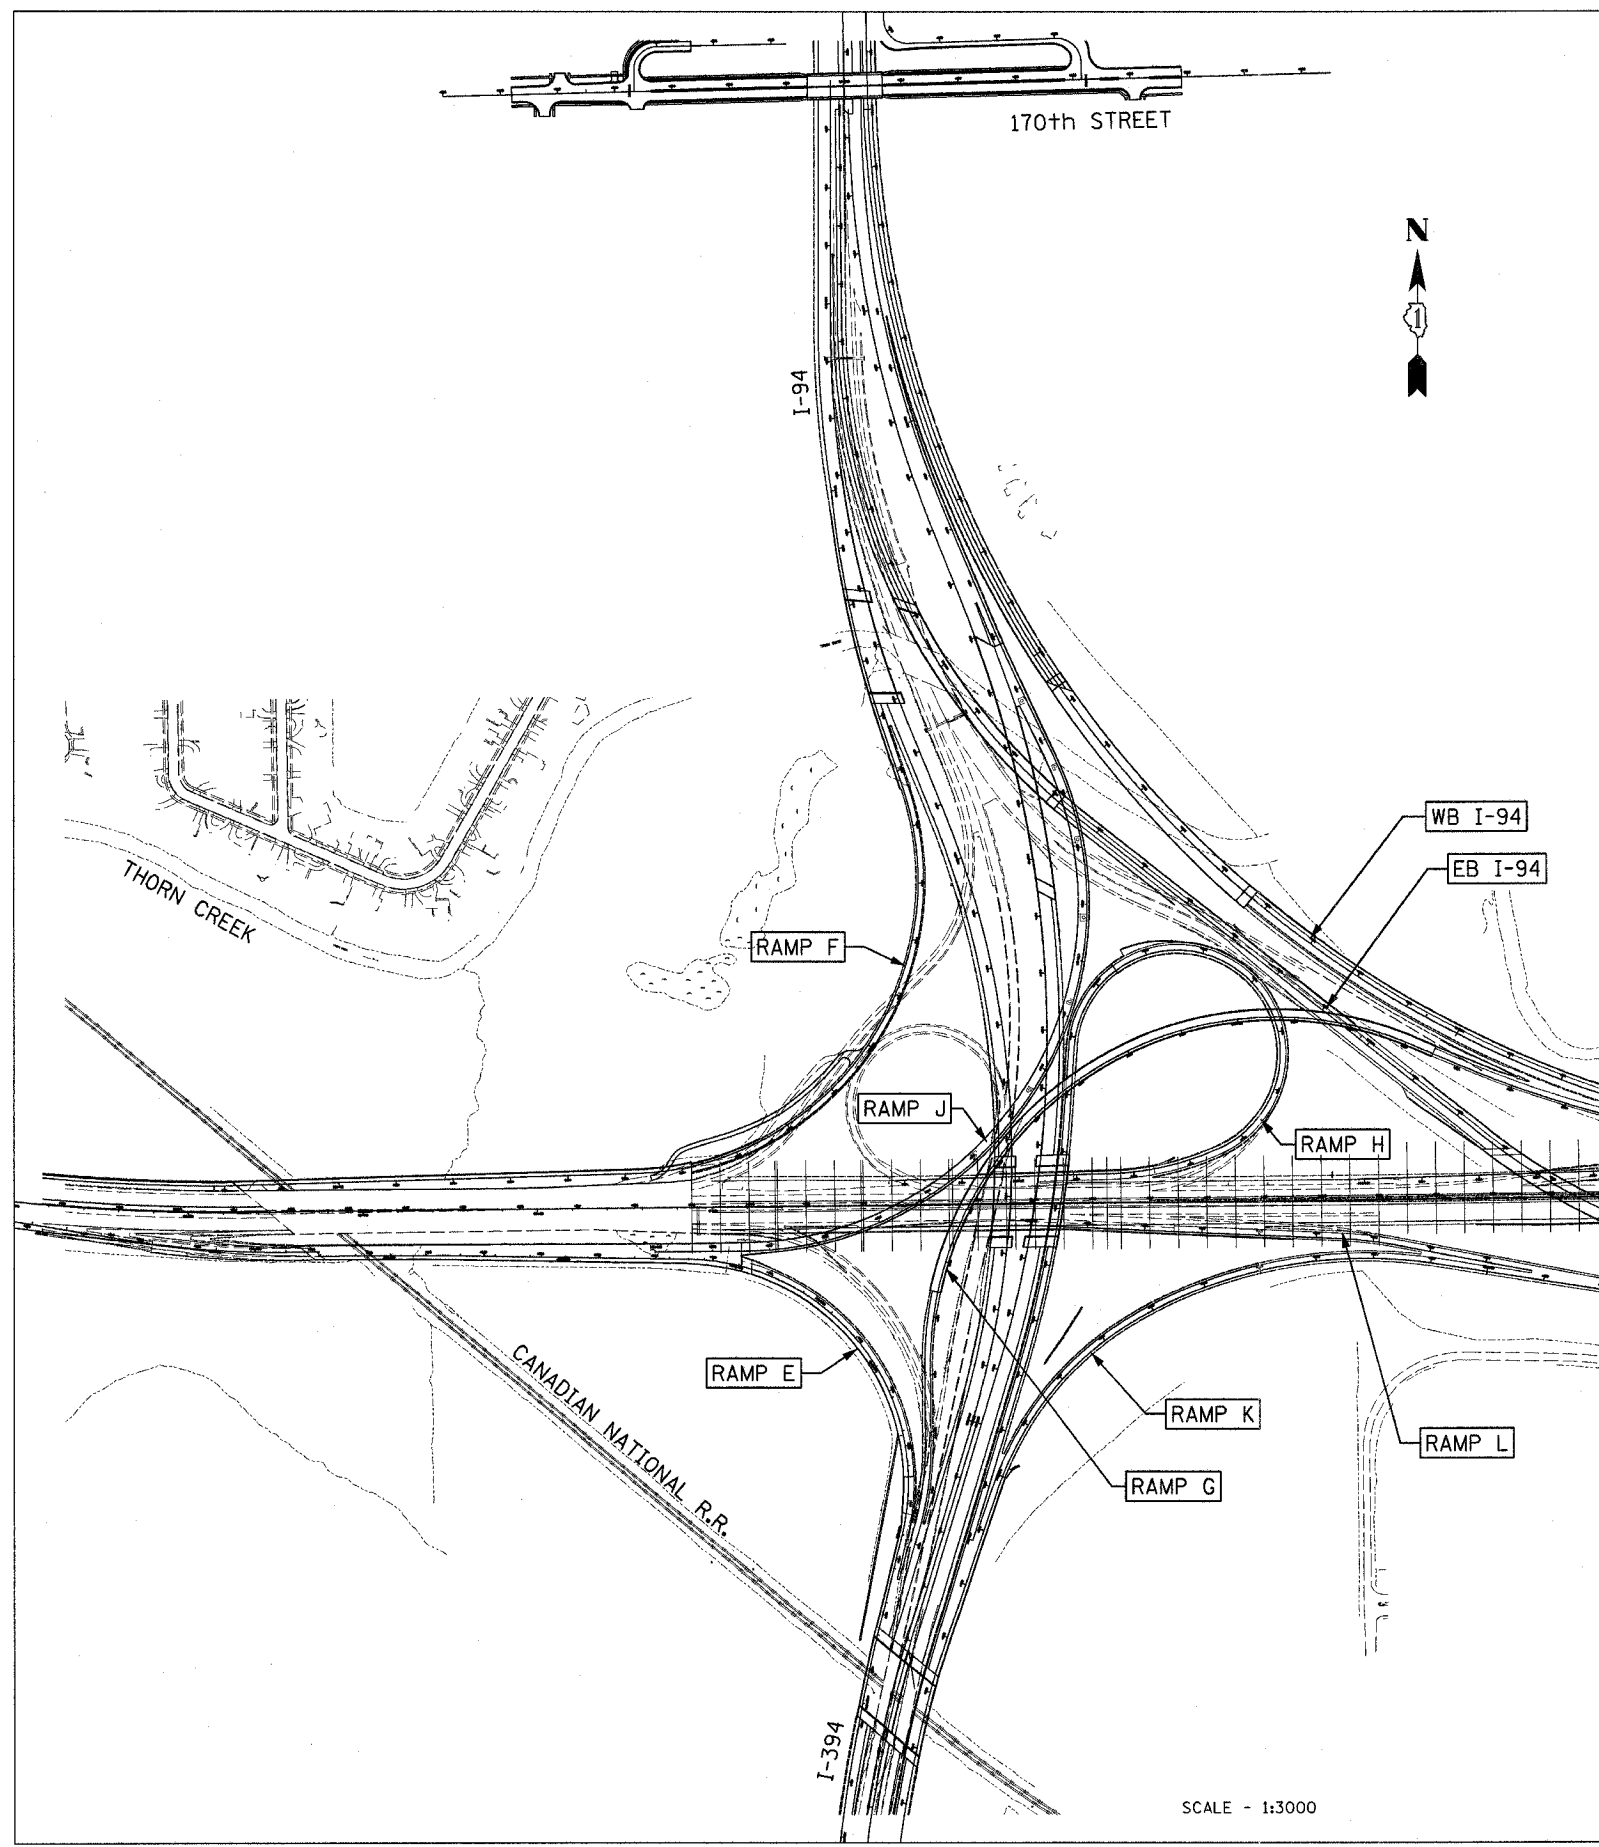 170th STREET
N
1
I-94
WB I-94
EB I-94
THORN CREEK
RAMP F
RAMP J
RAMP H
RAMP E
CANADIAN NATIONAL R.R.
RAMP K
RAMP L
RAMP G
I-394
SCALE - 1:3000